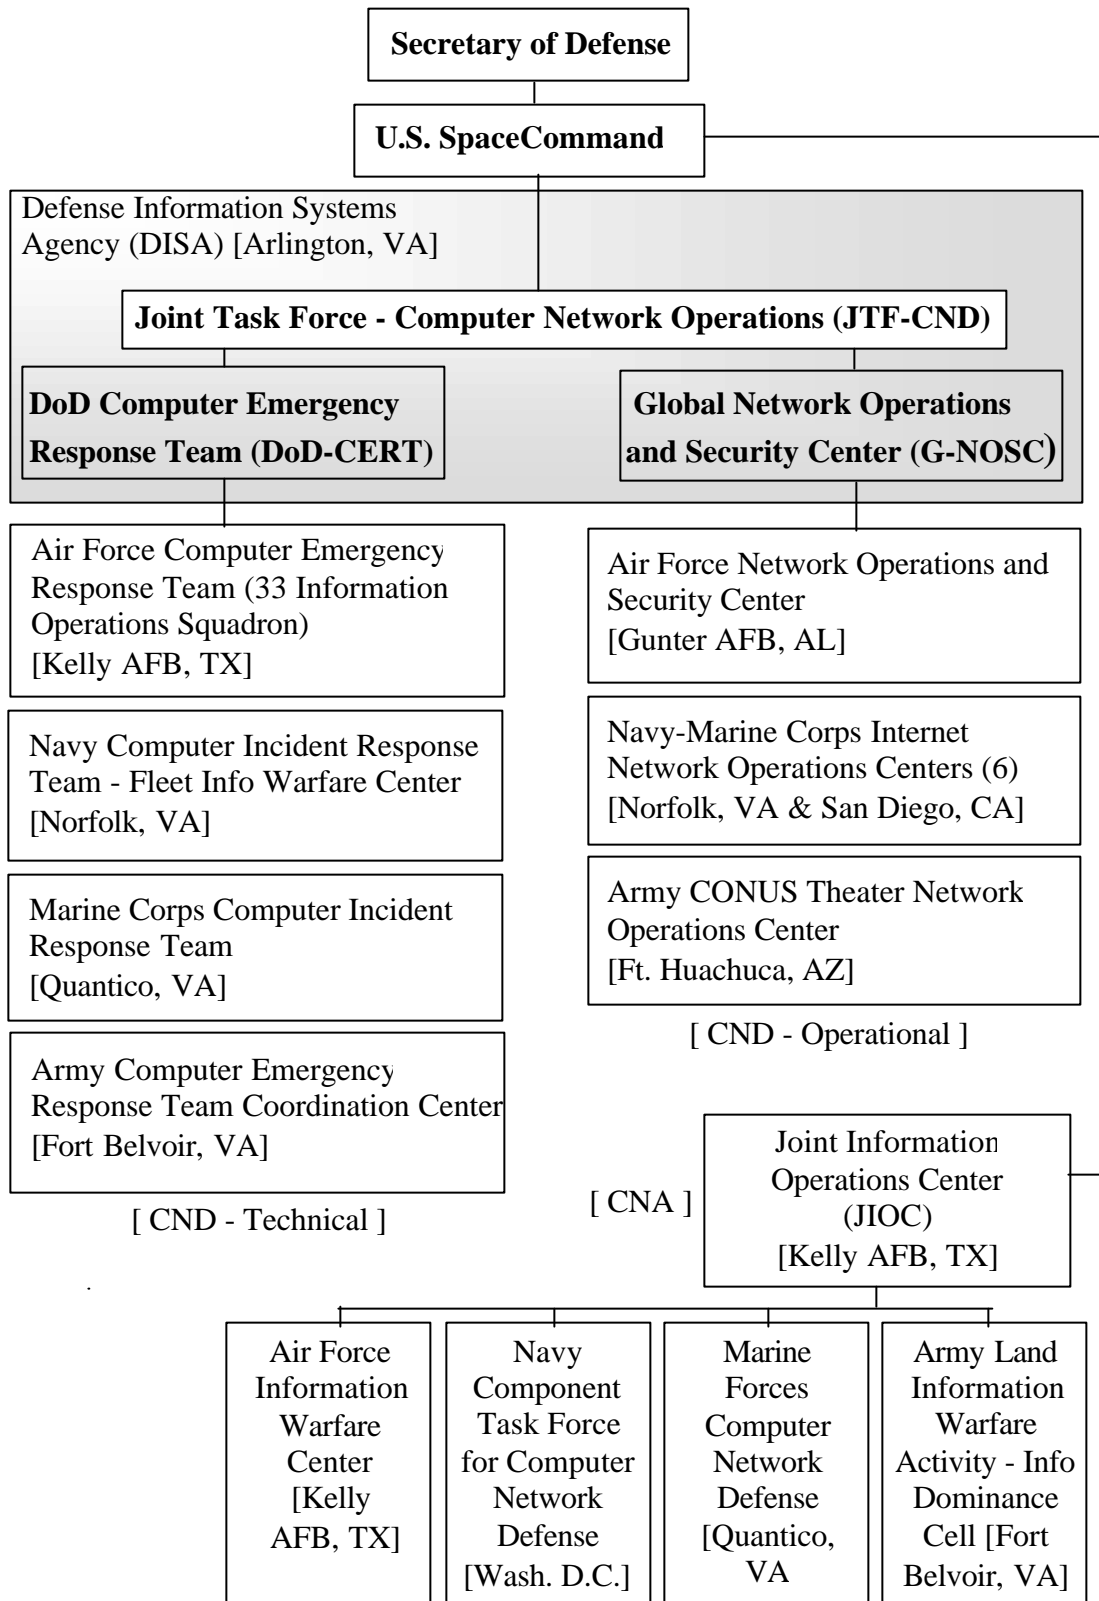 Secretary of Defense
U.S. SpaceCommand
Defense Information Systems
Agency (DISA) [Arlington, VA]
Joint Task Force - Computer Network Operations (JTF-CND)
DoD Computer Emergency
Response Team (DoD-CERT)
Global Network Operations
and Security Center (G-NOSC)
Air Force Computer Emergency
Response Team (33 Information
Operations Squadron)
[Kelly AFB, TX]
Navy Computer Incident Response
Team - Fleet Info Warfare Center
[Norfolk, VA]
Marine Corps Computer Incident
Response Team
[Quantico, VA]
Army Computer Emergency
Response Team Coordination Center
[Fort Belvoir, VA]
[ CND - Technical ]
Air Force Network Operations and
Security Center
[Gunter AFB, AL]
Navy-Marine Corps Internet
Network Operations Centers (6)
[Norfolk, VA & San Diego, CA]
Army CONUS Theater Network
Operations Center
[Ft. Huachuca, AZ]
[ CND - Operational ]
[ CNA ]
Joint Information
Operations Center
(JIOC)
[Kelly AFB, TX]
Air Force
Information
Warfare
Center
[Kelly
AFB, TX]
Navy
Component
Task Force
for Computer
Network
Defense
[Wash. D.C.]
Marine
Forces
Computer
Network
Defense
[Quantico,
VA
Army Land
Information
Warfare
Activity - Info
Dominance
Cell [Fort
Belvoir, VA]